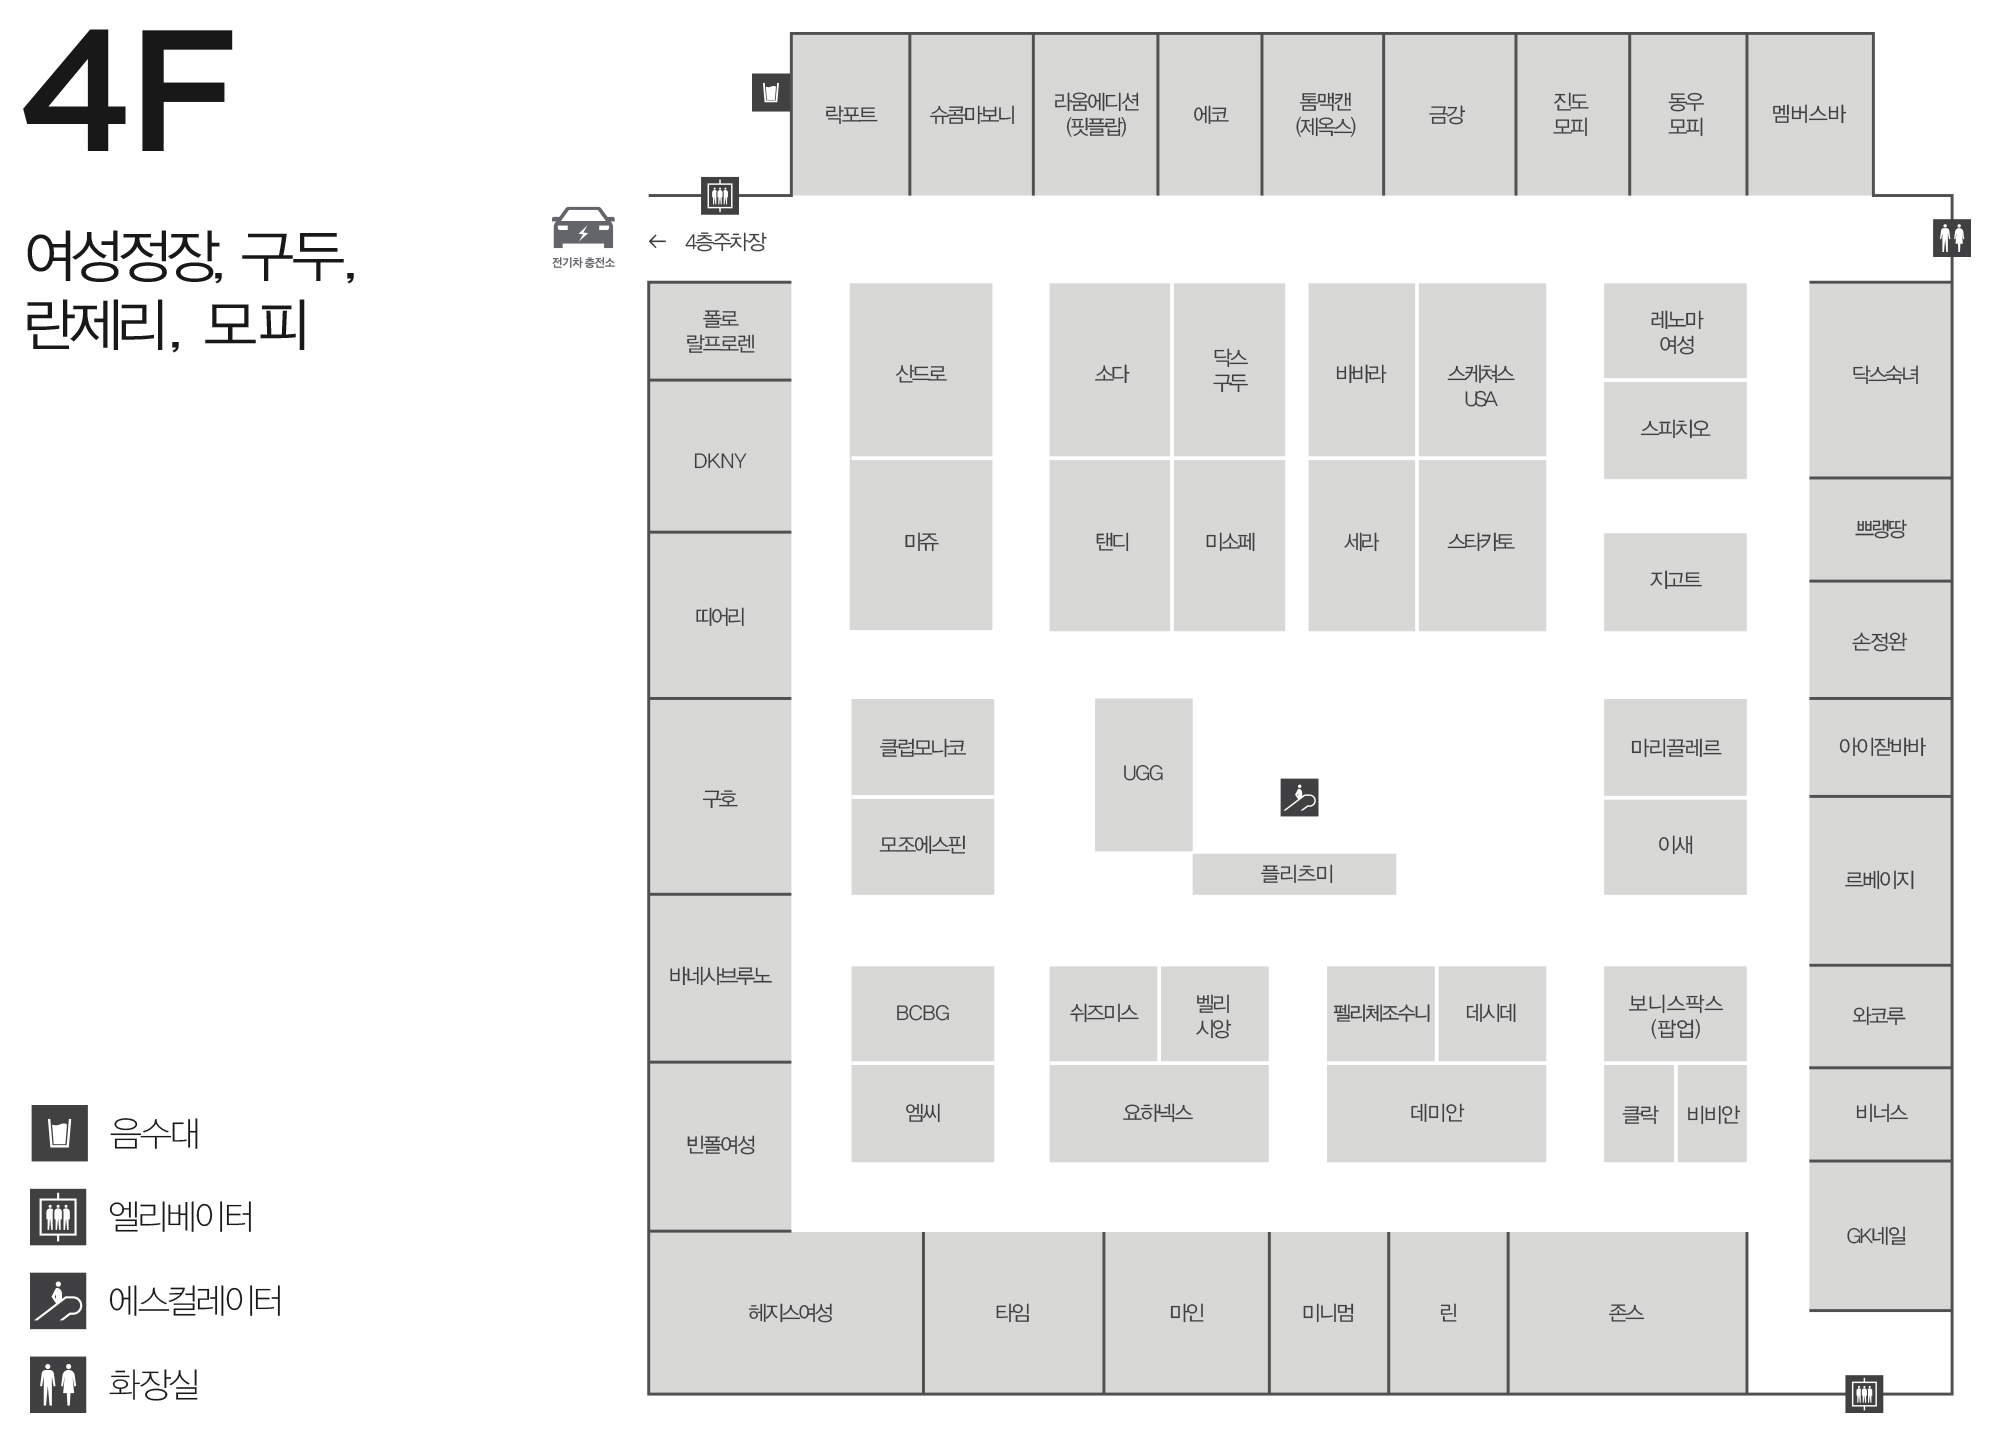 4F
여성정장, 구두,
란제리, 모피
락포트
슈콤마보니
라움에디션
(핏플랍)
에코
톰맥캔
(제옥스)
금강
진도
모피
동우
모피
멤버스바
전기차 충전소
← 4층주차장
폴로
랄프로렌
DKNY
띠어리
구호
바네사브루노
빈폴여성
산드로
마쥬
소다
닥스
구두
탠디
미소페
바바라
스케쳐스
USA
세라
스타카토
레노마
여성
스피치오
지고트
닥스숙녀
쁘랭땅
손정완
아이잗바바
르베이지
와코루
비너스
GK네일
클럽모나코
모조에스핀
UGG
플리츠미
마리끌레르
이새
BCBG
엠씨
쉬즈미스
벨리
시앙
요하넥스
펠리체조수니
데시데
데미안
보니스팍스
(팝업)
클락
비비안
헤지스여성
타임
마인
미니멈
린
존스
음수대
엘리베이터
에스컬레이터
화장실